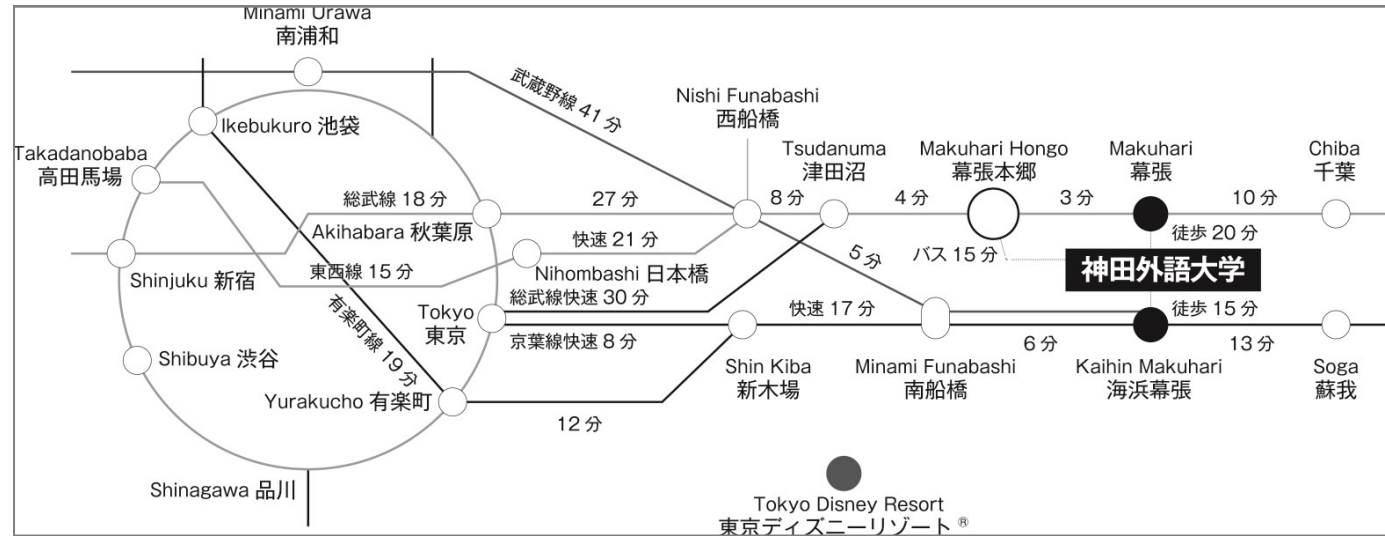 Minami Urawa
南浦和
武蔵野線 41 分
Nishi Funabashi
西船橋
Ikebukuro 池袋
Takadanobaba
高田馬場
Tsudanuma
津田沼
Makuhari Hongo
幕張本郷
Makuhari
幕張
Chiba
千葉
総武線 18 分
27 分
8 分
4 分
3 分
10 分
Akihabara 秋葉原
快速 21 分
5 分
バス 15 分
徒歩 20 分
Shinjuku 新宿
東西線 15 分
Nihombashi 日本橋
神田外語大学
有楽町線 19 分
Tokyo
東京
総武線快速 30 分
快速 17 分
徒歩 15 分
京葉線快速 8 分
6 分
13 分
Shibuya 渋谷
Shin Kiba
新木場
Minami Funabashi
南船橋
Kaihin Makuhari
海浜幕張
Soga
蘇我
Yurakucho 有楽町
12 分
Shinagawa 品川
Tokyo Disney Resort
東京ディズニーリゾート ®